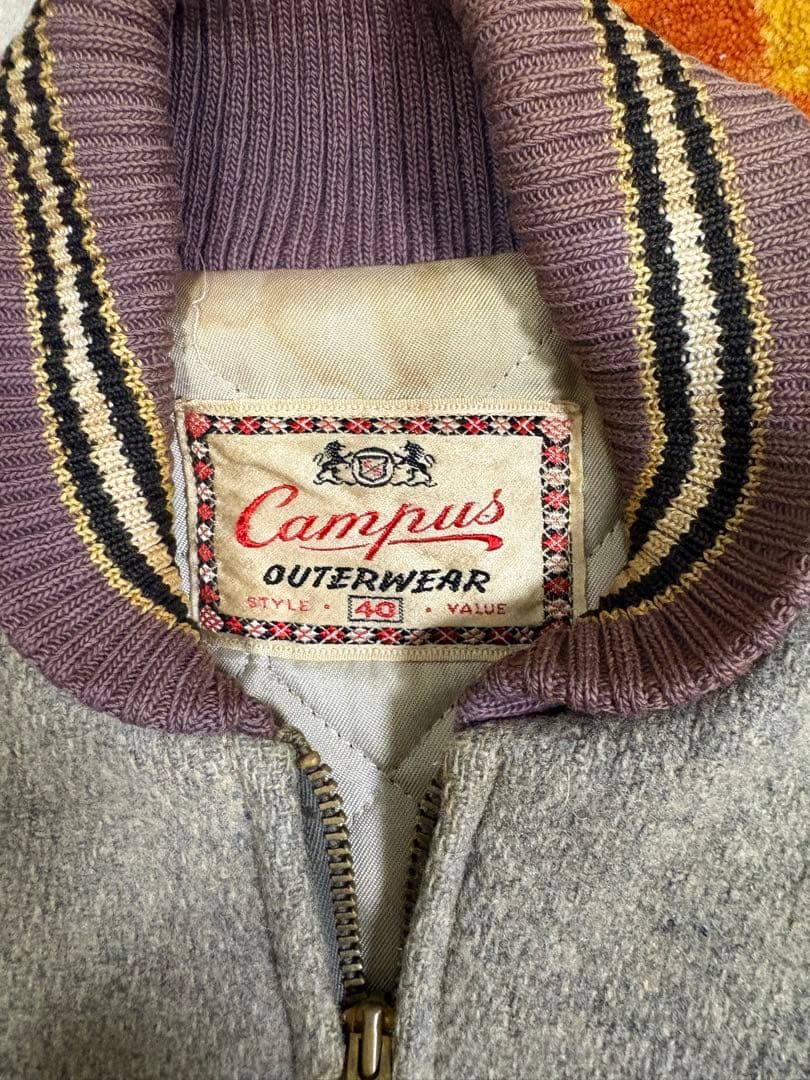 Campus
OUTERWEAR
STYLE · 40 · VALUE